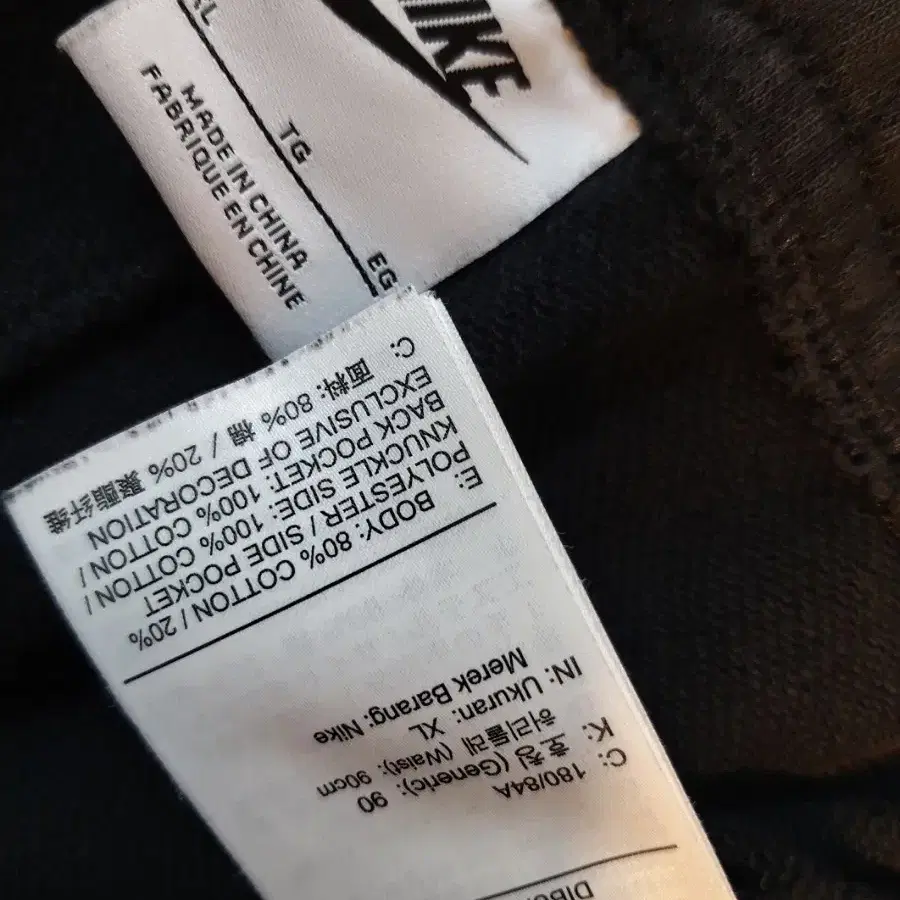 NIKE
XL
TG
EG
MADE IN CHINA
FABRIQUE EN CHINE
C: 180/84A
K: 호칭 (Generic): 90
허리둘레 (Waist): 90cm
IN: Ukuran: XL
Merek Barang: Nike
E: BODY: 80% COTTON / 20%
POLYESTER / SIDE POCKET
KNUCKLE SIDE: 100% COTTON /
BACK POCKET: 100% COTTON /
EXCLUSIVE OF DECORATION
C: 面料: 80% 棉 / 20% 聚酯纤维